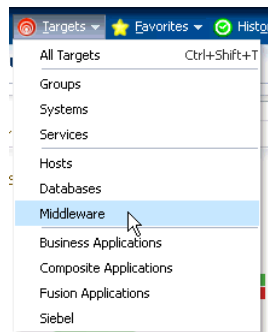 Targets Favorites Histo
All Targets Ctrl+Shift+T
Groups
Systems
Services
Hosts
Databases
Middleware
Business Applications
Composite Applications
Fusion Applications
Siebel